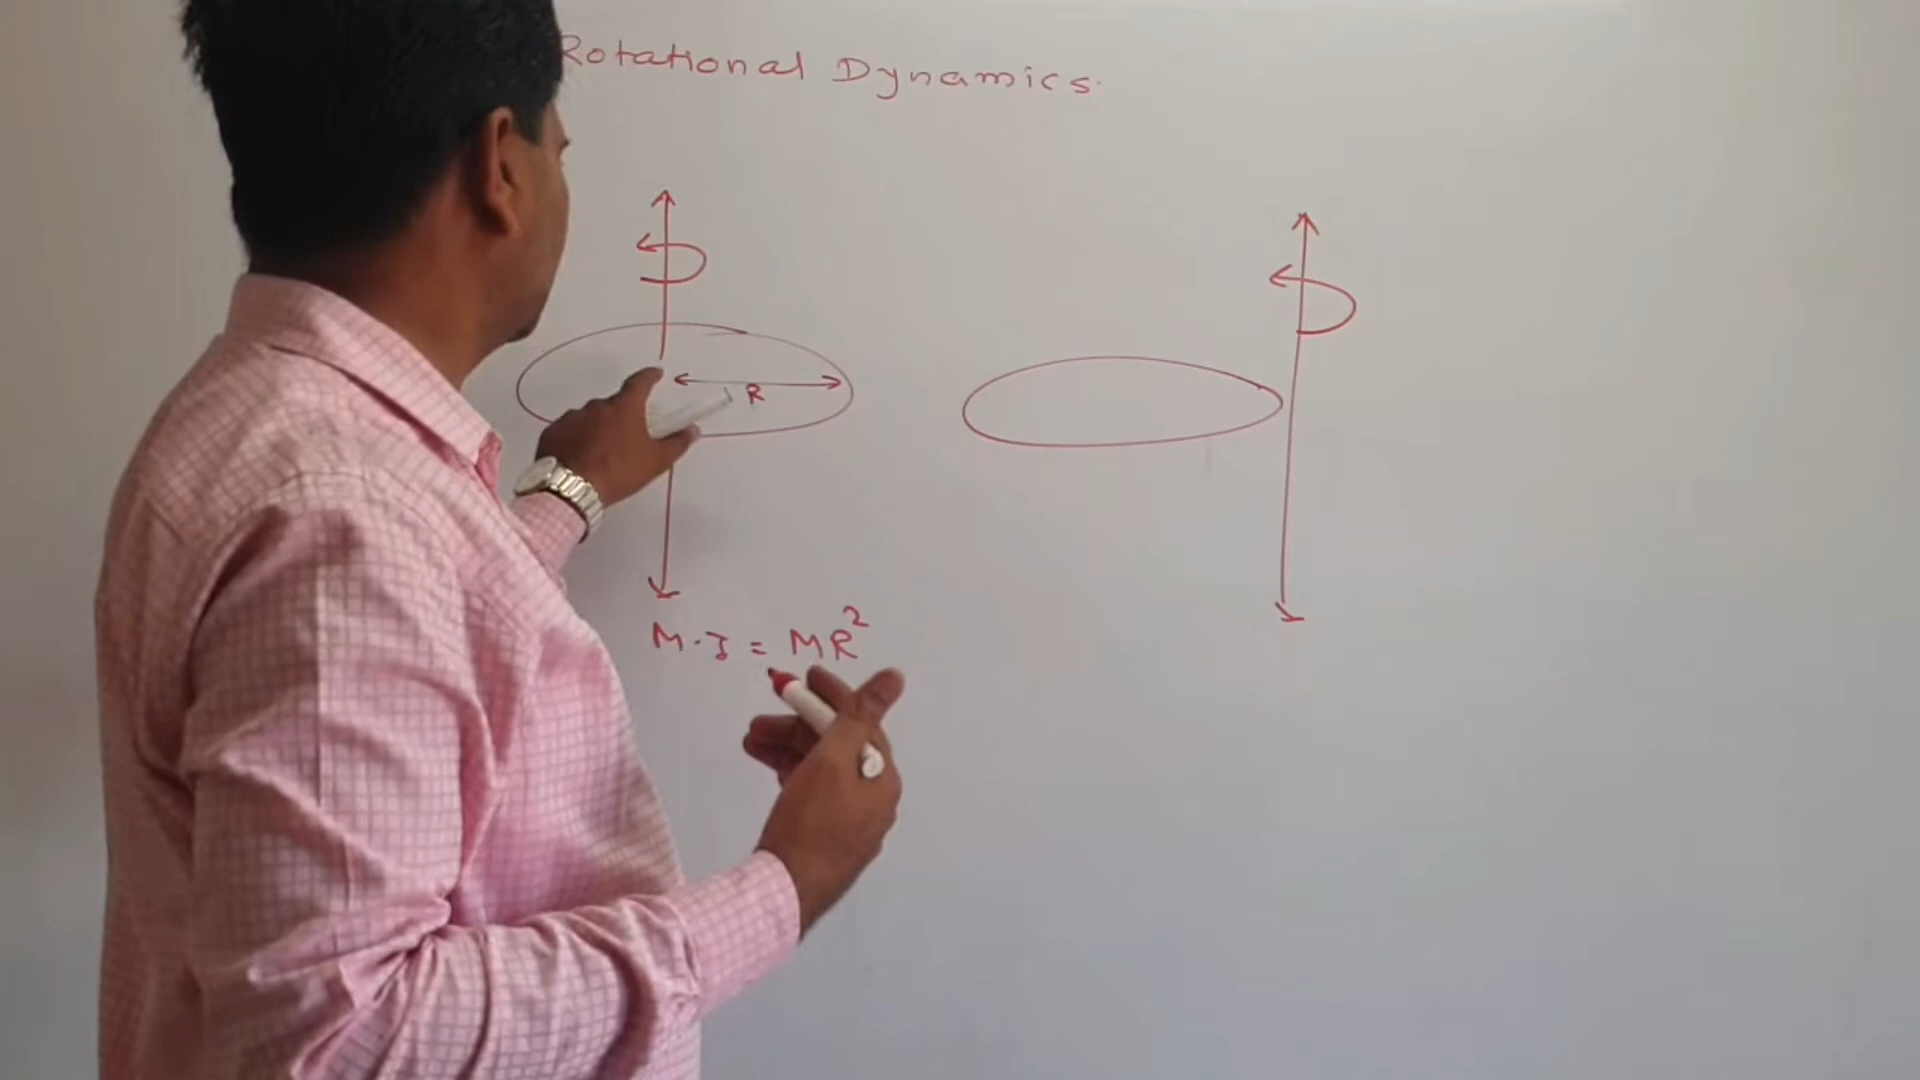 Rotational Dynamics.
R
M.I = MR²